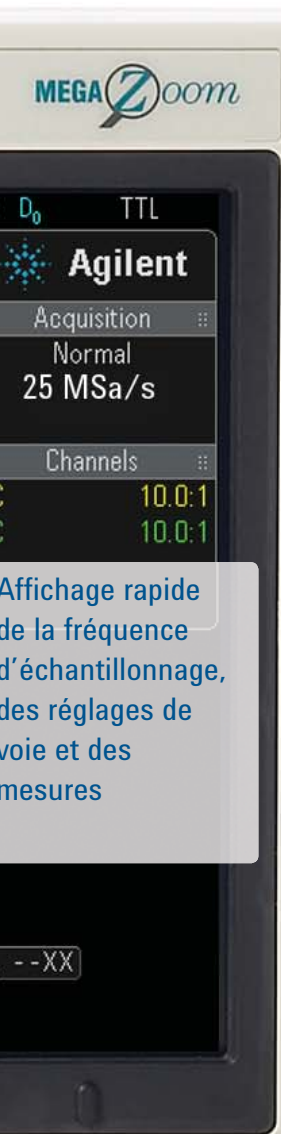 MEGA Zoom
D₀ TTL
Agilent
Acquisition
Normal
25 MSa/s
Channels
10.0:1
10.0:1
Affichage rapide
de la fréquence
d'échantillonnage,
des réglages de
voie et des
mesures
--XX